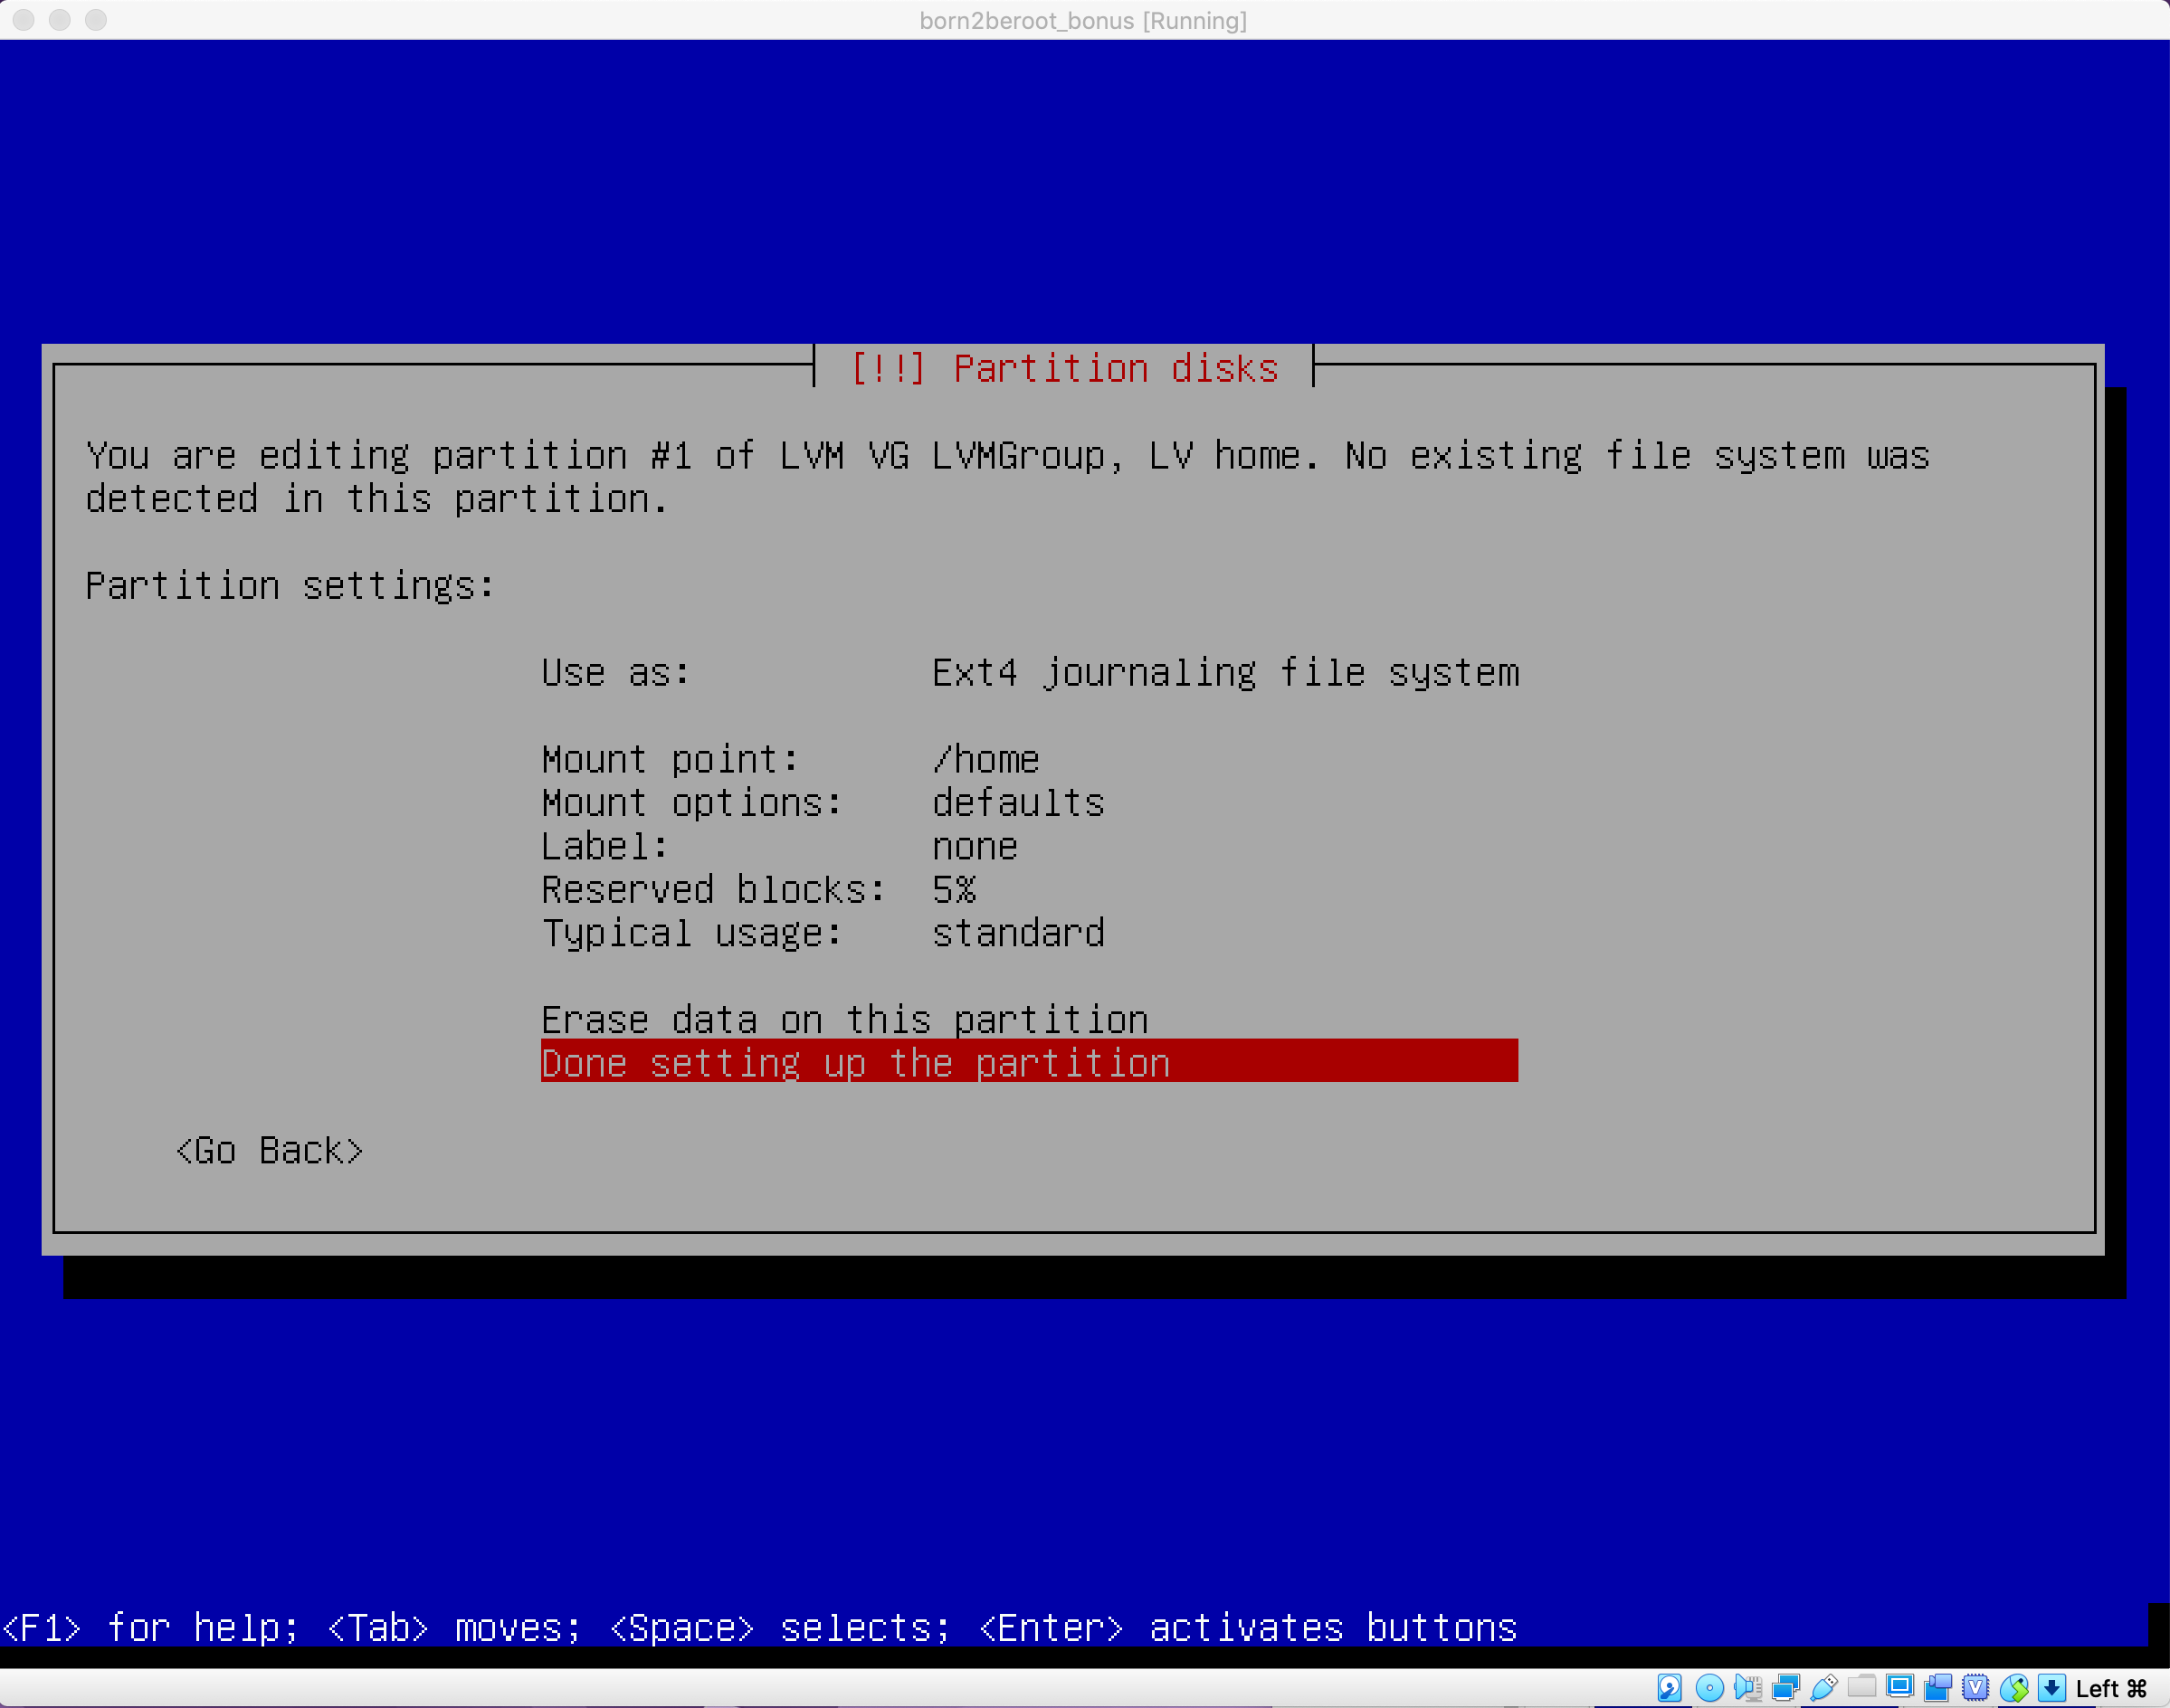 born2beroot_bonus [Running]
[!!] Partition disks
You are editing partition #1 of LVM VG LVMGroup, LV home. No existing file system was
detected in this partition.
Partition settings:
Use as: Ext4 journaling file system
Mount point: /home
Mount options: defaults
Label: none
Reserved blocks: 5%
Typical usage: standard
Erase data on this partition
Done setting up the partition
<Go Back>
<F1> for help; <Tab> moves; <Space> selects; <Enter> activates buttons
Left ⌘